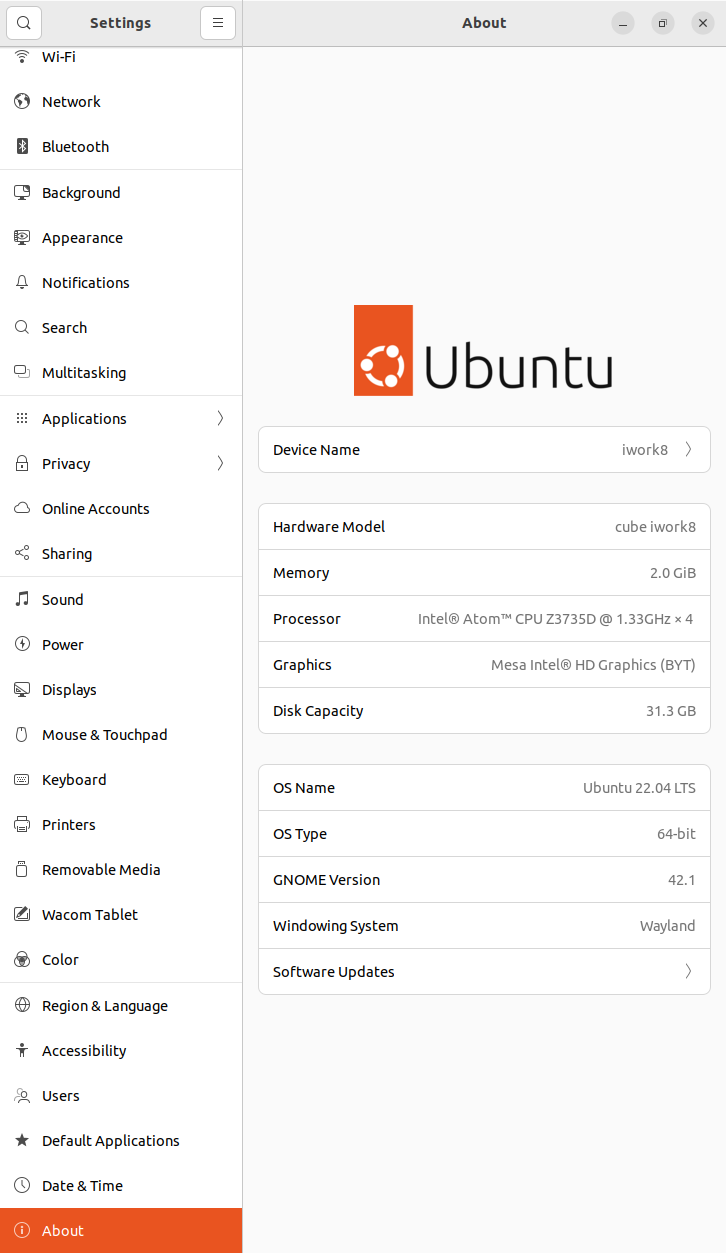 Settings
About
Wi-Fi
Network
Bluetooth
Background
Appearance
Notifications
Search
Multitasking
Applications
Privacy
Online Accounts
Sharing
Sound
Power
Displays
Mouse & Touchpad
Keyboard
Printers
Removable Media
Wacom Tablet
Color
Region & Language
Accessibility
Users
Default Applications
Date & Time
About
Ubuntu
Device Name iwork8
Hardware Model cube iwork8
Memory 2.0 GiB
Processor Intel® Atom™ CPU Z3735D @ 1.33GHz × 4
Graphics Mesa Intel® HD Graphics (BYT)
Disk Capacity 31.3 GB
OS Name Ubuntu 22.04 LTS
OS Type 64-bit
GNOME Version 42.1
Windowing System Wayland
Software Updates